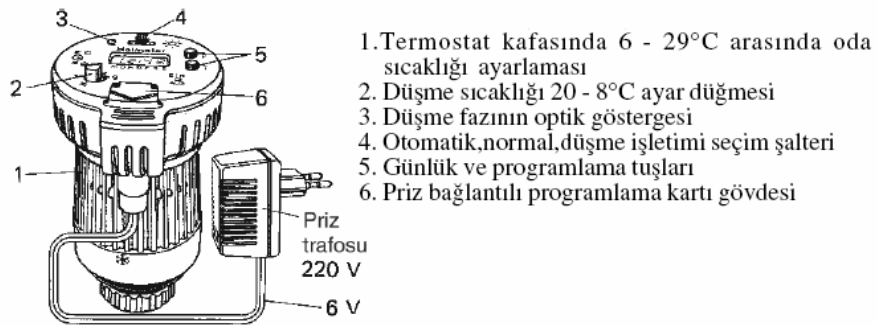 3
4
5
2
6
1
Priz
trafosu
220 V
6 V
1.Termostat kafasında 6 - 29°C arasında oda
sıcaklığı ayarlaması
2. Düşme sıcaklığı 20 - 8°C ayar düğmesi
3. Düşme fazının optik göstergesi
4. Otomatik,normal,düşme işletimi seçim şalteri
5. Günlük ve programlama tuşları
6. Priz bağlantılı programlama kartı gövdesi